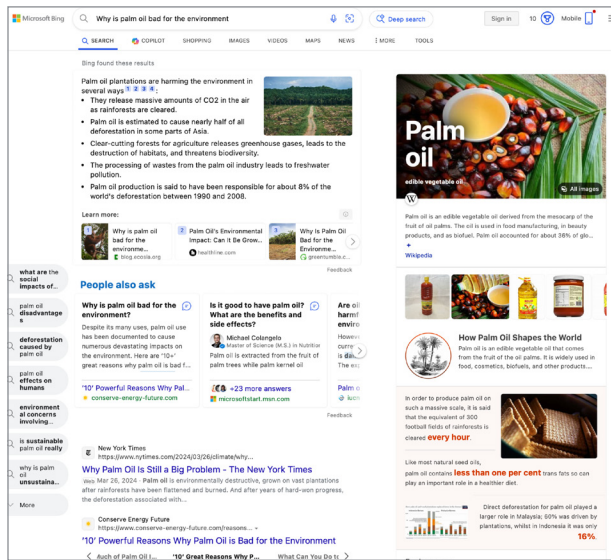 Microsoft Bing
Why is palm oil bad for the environment
Deep search
Sign in
10
Mobile
SEARCH
COPILOT
SHOPPING
IMAGES
VIDEOS
MAPS
NEWS
MORE
TOOLS
Bing found these results
Palm oil plantations are harming the environment in
several ways 1 2 3 4 :
• They release massive amounts of CO2 in the air
as rainforests are cleared.
• Palm oil is estimated to cause nearly half of all
deforestation in some parts of Asia.
• Clear-cutting forests for agriculture releases greenhouse gases, leads to the
destruction of habitats, and threatens biodiversity.
• The processing of wastes from the palm oil industry leads to freshwater
pollution.
• Palm oil production is said to have been responsible for about 8% of the
world's deforestation between 1990 and 2008.
Learn more:
1 Why is palm oil
bad for the
environme...
blog.ecosia.org
2 Palm Oil's Environmental
Impact: Can It Be Grow...
healthline.com
3 Why is Palm Oil
Bad for the
Environme...
greentumble.c...
Feedback
People also ask
Why is palm oil bad for the
environment?
Despite its many uses, palm oil use
has been documented to cause
numerous devastating impacts on
the environment. Here are '10+'
great reasons why palm oil is bad f...
'10' Powerful Reasons Why Pal...
conserve-energy-future.com
Is it good to have palm oil?
What are the benefits and
side effects?
Michael Colangelo
Master of Science (M.S.) in Nutrition
Palm oil is extracted from the fruit of
palm trees while palm kernel oil
+23 more answers
microsoftstart.msn.com
Are oil
harmf
enviro
Howeve
curre
is da
The ex
Palm o
iucn
Feedback
New York Times
https://www.nytimes.com/2024/03/26/climate/why...
Why Palm Oil Is Still a Big Problem - The New York Times
Web Mar 26, 2024 · Palm oil is environmentally destructive, grown on vast plantations
after rainforests have been flattened and burned. And after years of hard-won progress,
the deforestation associated with...
Conserve Energy Future
https://www.conserve-energy-future.com/reasons...
'10' Powerful Reasons Why Palm Oil is Bad for the Environment
Auch of Palm Oil I...
'10' Great Reasons Why P...
What Can You Do to
what are the
social
impacts of...
palm oil
disadvantage
s
deforestation
caused by
palm oil
palm oil
effects on
humans
environment
al concerns
involving...
is sustainable
palm oil really
why is palm
oil
unsustaina...
More
Palm
oil
edible vegetable oil
All images
W
Palm oil is an edible vegetable oil derived from the mesocarp of the
fruit of oil palms. The oil is used in food manufacturing, in beauty
products, and as biofuel. Palm oil accounted for about 36% of glo...
Wikipedia
How Palm Oil Shapes the World
Palm oil is an edible vegetable oil that comes
from the fruit of the oil palms. It is widely used in
food, cosmetics, biofuels, and other products....
In order to produce palm oil
on such a massive scale, it is said
that the equivalent of 300
football fields of rainforests is
cleared every hour.
Like most natural seed oils,
palm oil contains less than one per cent trans fats so can
play an important role in a healthier diet.
Direct deforestation for palm oil played a
larger role in Malaysia; 60% was driven by
plantations, whilst in Indonesia it was only
16%.